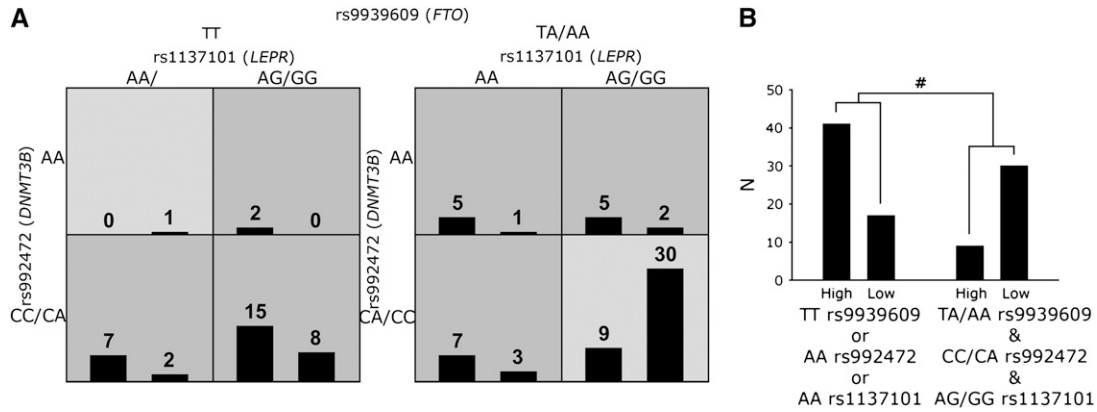 A
rs9939609 (FTO)
TT
TA/AA
rs1137101 (LEPR)
rs1137101 (LEPR)
AA/
AG/GG
AA
AG/GG
rs992472 (DNMT3B)
AA
CC/CA
0
1
2
0
7
2
15
8
rs992472 (DNMT3B)
AA
CA/CC
5
1
5
2
7
3
9
30
B
#
N
50
40
30
20
10
0
High
Low
High
Low
TT rs9939609
or
AA rs992472
or
AA rs1137101
TA/AA rs9939609
&
CC/CA rs992472
&
AG/GG rs1137101